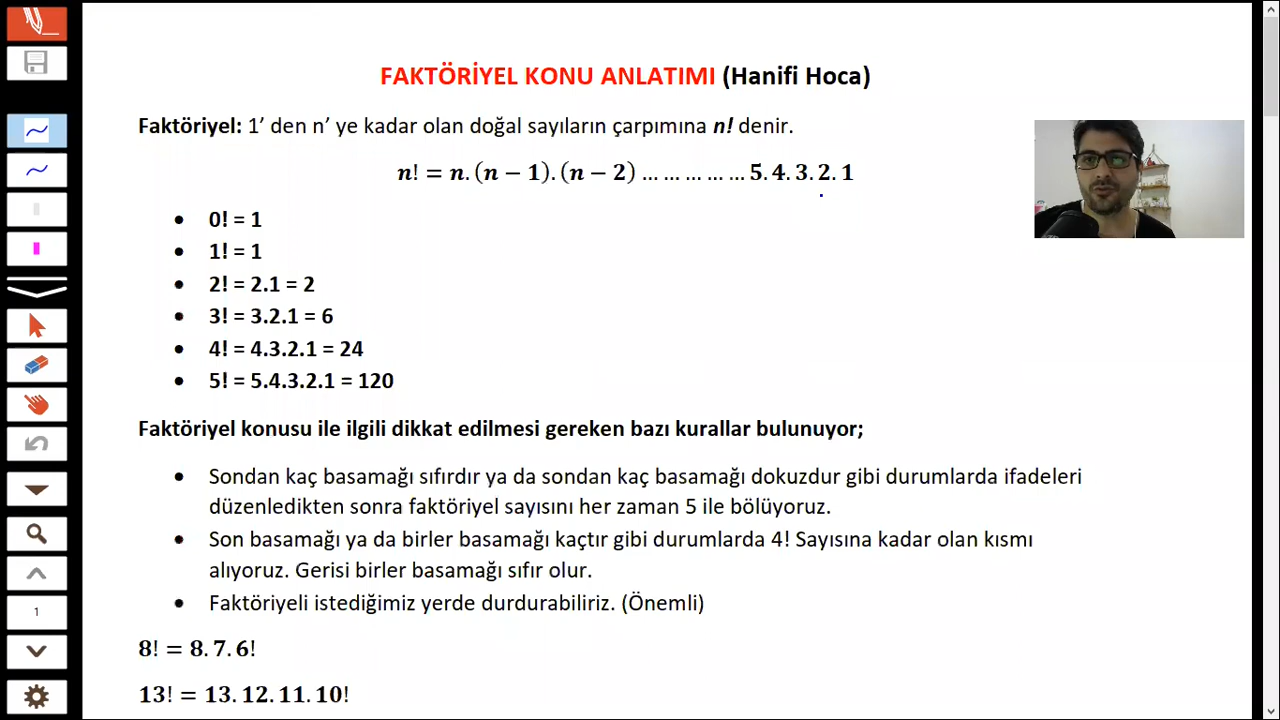 FAKTÖRİYEL KONU ANLATIMI (Hanifi Hoca)
Faktöriyel: 1’ den n’ ye kadar olan doğal sayıların çarpımına n! denir.
n! = n. (n − 1). (n − 2) … … … … … 5. 4. 3. 2. 1
• 0! = 1
• 1! = 1
• 2! = 2.1 = 2
• 3! = 3.2.1 = 6
• 4! = 4.3.2.1 = 24
• 5! = 5.4.3.2.1 = 120
Faktöriyel konusu ile ilgili dikkat edilmesi gereken bazı kurallar bulunuyor;
• Sondan kaç basamağı sıfırdır ya da sondan kaç basamağı dokuzdur gibi durumlarda ifadeleri
düzenledikten sonra faktöriyel sayısını her zaman 5 ile bölüyoruz.
• Son basamağı ya da birler basamağı kaçtır gibi durumlarda 4! Sayısına kadar olan kısmı
alıyoruz. Gerisi birler basamağı sıfır olur.
• Faktöriyeli istediğimiz yerde durdurabiliriz. (Önemli)
8! = 8. 7. 6!
13! = 13. 12. 11. 10!
1